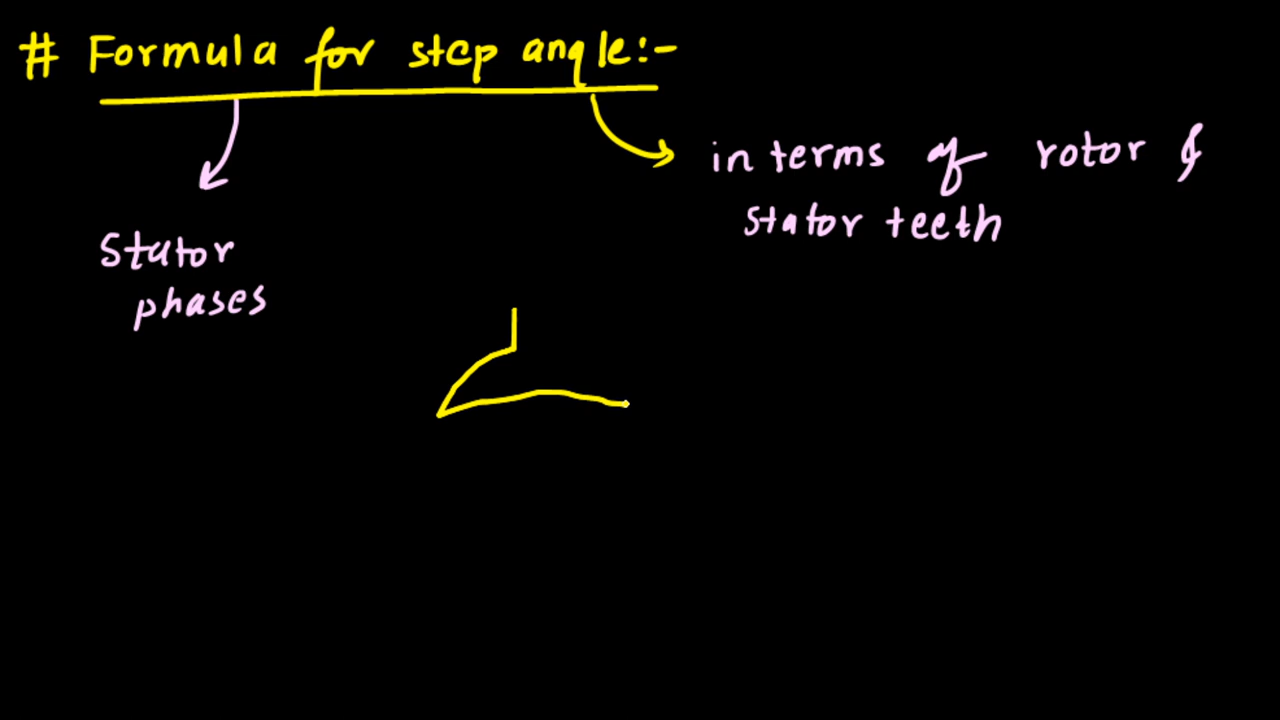 # Formula for step angle:-
in terms of rotor &
stator teeth
Stator
phases